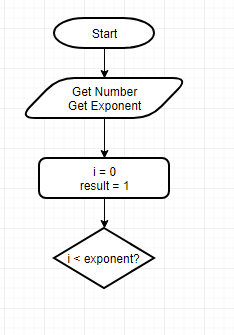 Start
Get Number
Get Exponent
i = 0
result = 1
i < exponent?